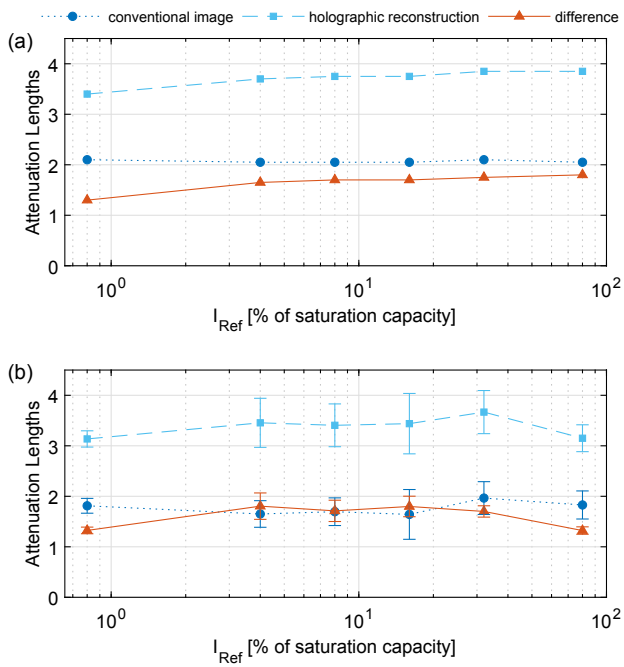 conventional image holographic reconstruction difference
(a)
4
3
2
1
0
Attenuation Lengths
10^0 10^1 10^2
I_Ref [% of saturation capacity]
(b)
5
4
3
2
1
0
Attenuation Lengths
10^0 10^1 10^2
I_Ref [% of saturation capacity]